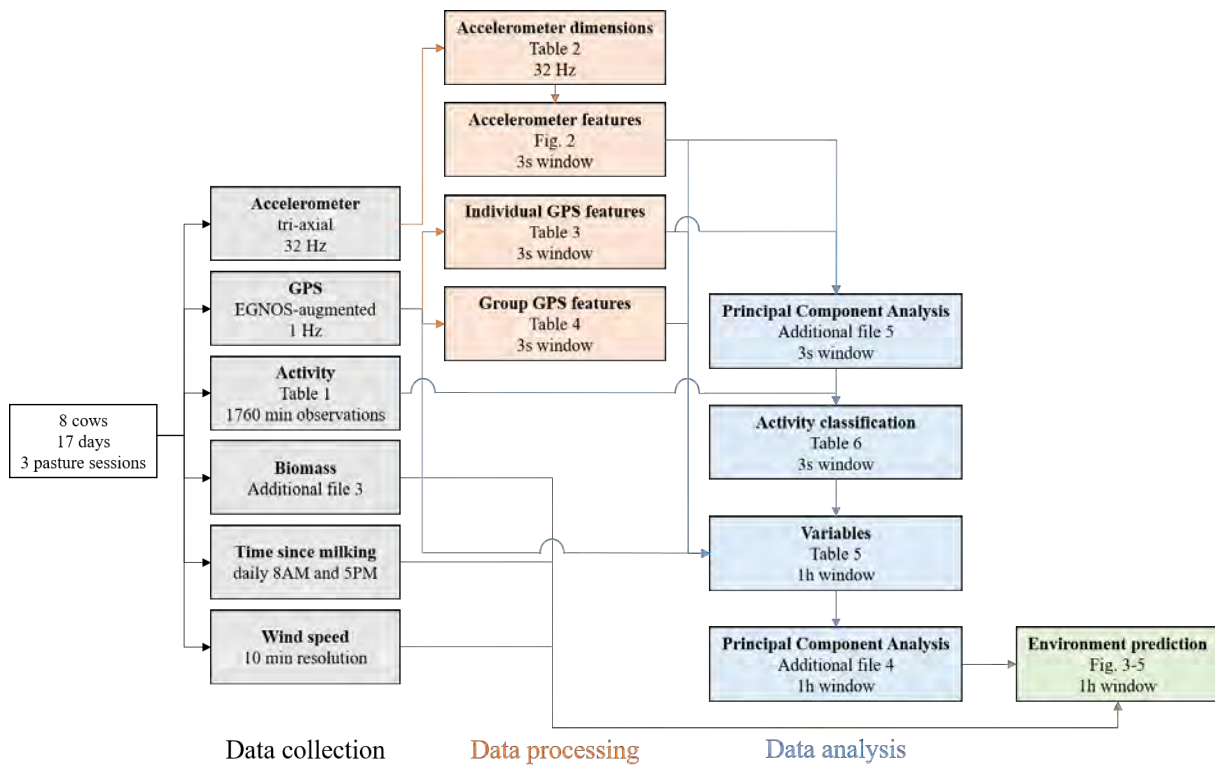 8 cows
17 days
3 pasture sessions
Accelerometer
tri-axial
32 Hz
GPS
EGNOS-augmented
1 Hz
Activity
Table 1
1760 min observations
Biomass
Additional file 3
Time since milking
daily 8AM and 5PM
Wind speed
10 min resolution
Data collection
Accelerometer dimensions
Table 2
32 Hz
Accelerometer features
Fig. 2
3s window
Individual GPS features
Table 3
3s window
Group GPS features
Table 4
3s window
Data processing
Principal Component Analysis
Additional file 5
3s window
Activity classification
Table 6
3s window
Variables
Table 5
1h window
Principal Component Analysis
Additional file 4
1h window
Data analysis
Environment prediction
Fig. 3-5
1h window